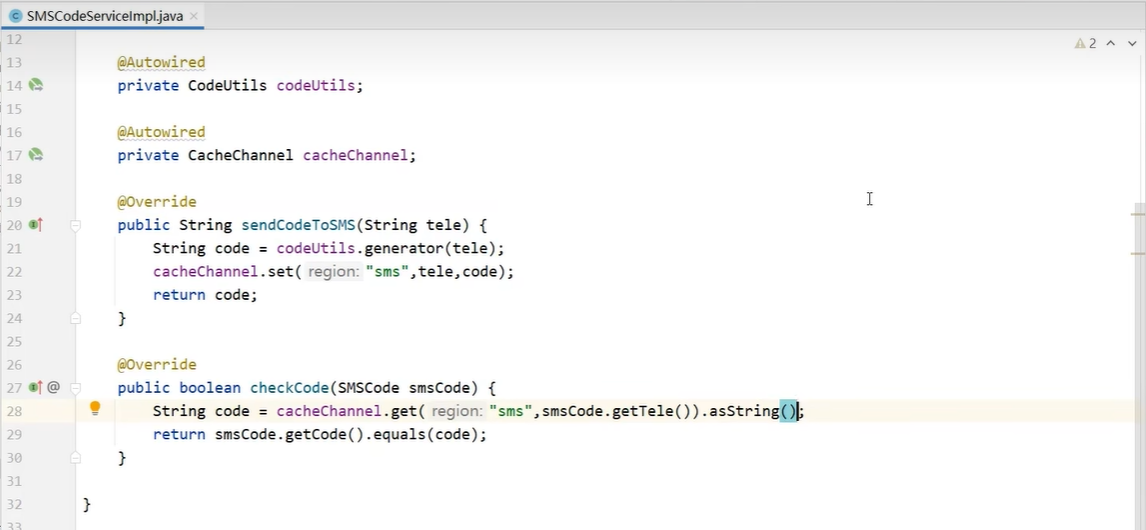 SMSCodeServiceImpl.java
2
12
13 @Autowired
14 private CodeUtils codeUtils;
15
16 @Autowired
17 private CacheChannel cacheChannel;
18
19 @Override
20 public String sendCodeToSMS(String tele) {
21 String code = codeUtils.generator(tele);
22 cacheChannel.set( region: "sms",tele,code);
23 return code;
24 }
25
26 @Override
27 @ public boolean checkCode(SMSCode smsCode) {
28 String code = cacheChannel.get( region: "sms",smsCode.getTele()).asString();
29 return smsCode.getCode().equals(code);
30 }
31
32 }
33